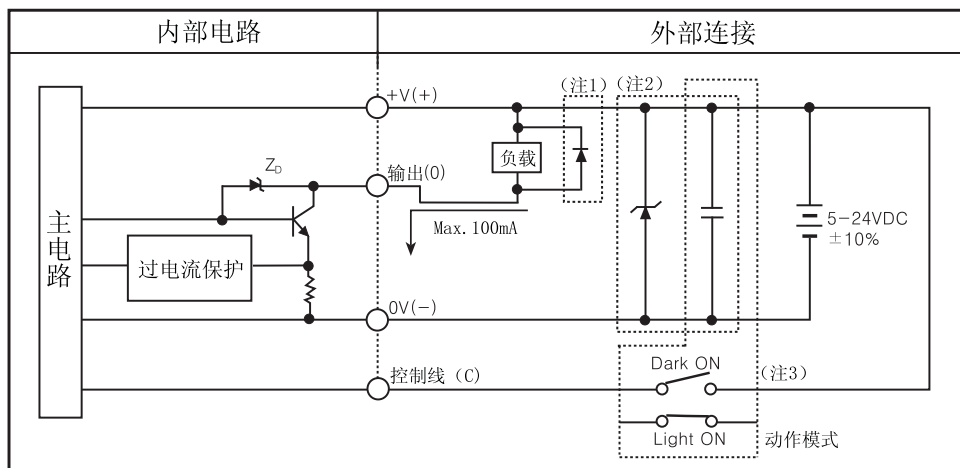 内部电路
外部连接
+V(+)
(注1)
(注2)
负载
Z_D
输出(O)
Max. 100mA
5-24VDC
±10%
主电路
过电流保护
0V(-)
控制线 (C)
Dark ON
(注3)
Light ON
动作模式